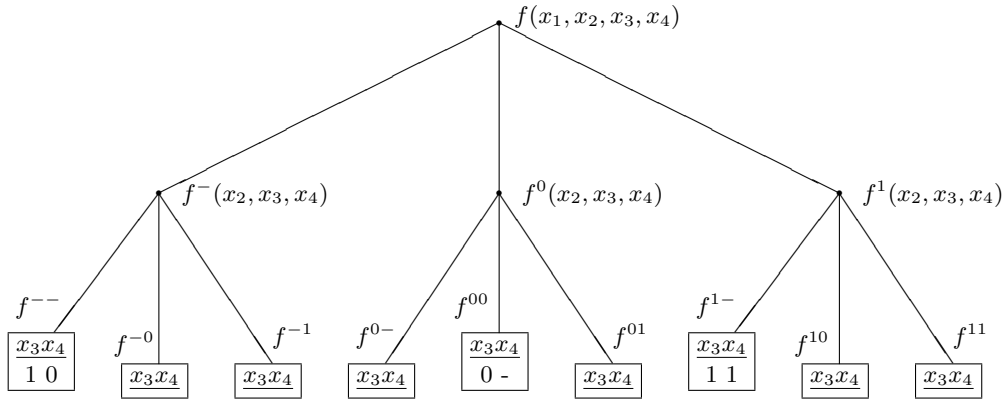 f(x₁, x₂, x₃, x₄)
f⁻(x₂, x₃, x₄)
f⁰(x₂, x₃, x₄)
f¹(x₂, x₃, x₄)
f⁻⁻
x₃x₄
1 0
f⁻⁰
x₃x₄
f⁻¹
x₃x₄
f⁰⁻
x₃x₄
f⁰⁰
x₃x₄
0 -
f⁰¹
x₃x₄
f¹⁻
x₃x₄
1 1
f¹⁰
x₃x₄
f¹¹
x₃x₄